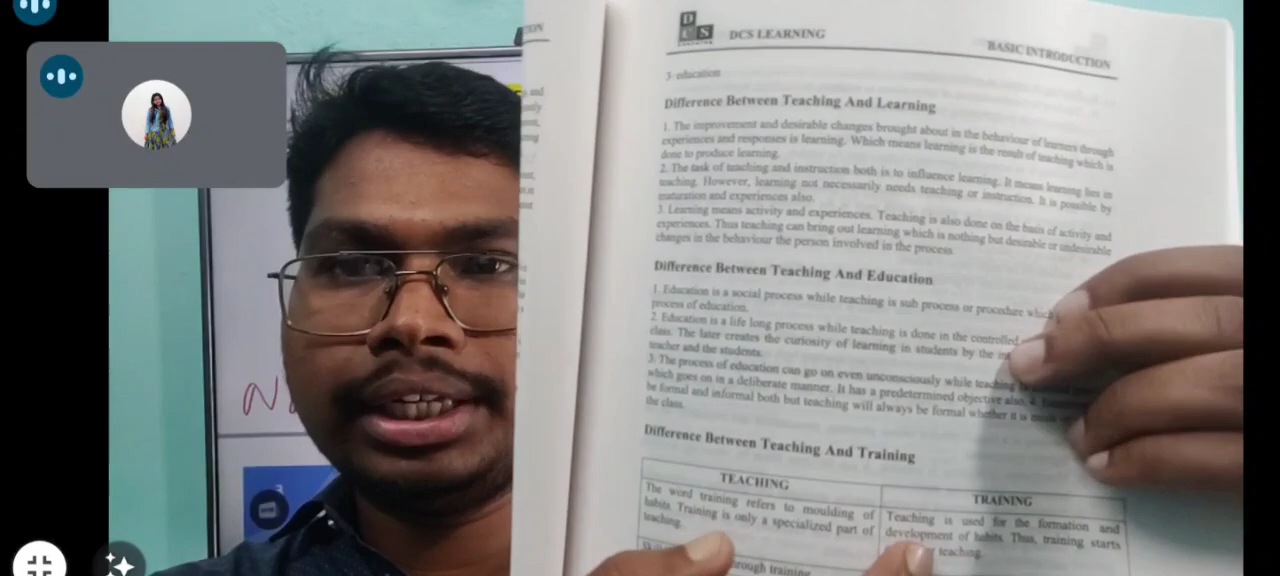 DCS LEARNING
BASIC INTRODUCTION
3 education
Difference Between Teaching And Learning
1. The improvement and desirable changes brought about in the behaviour of learners through
experiences and responses is learning. Which means learning is the result of teaching which is
done to produce learning.
2. The task of teaching and instruction both is to influence learning. It means learning lies in
teaching. However, learning not necessarily needs teaching or instruction. It is possible by
maturation and experiences also.
3. Learning means activity and experiences. Teaching is also done on the basis of activity and
experiences. Thus teaching can bring out learning which is nothing but desirable or undesirable
changes in the behaviour the person involved in the process.
Difference Between Teaching And Education
1. Education is a social process while teaching is sub process or procedure which
process of education.
2. Education is a life long process while teaching is done in the controlled
class. The later creates the curiosity of learning in students by the
teacher and the students.
3. The process of education can go on even unconsciously while teaching
which goes on in a deliberate manner. It has a predetermined objective also.
be formal and informal both but teaching will always be formal whether it is
the class.
Difference Between Teaching And Training
TEACHING
TRAINING
The word training refers to moulding of
habits. Training is only a specialized part of
teaching.
Teaching is used for the formation and
development of habits. Thus, training starts
teaching.
through training